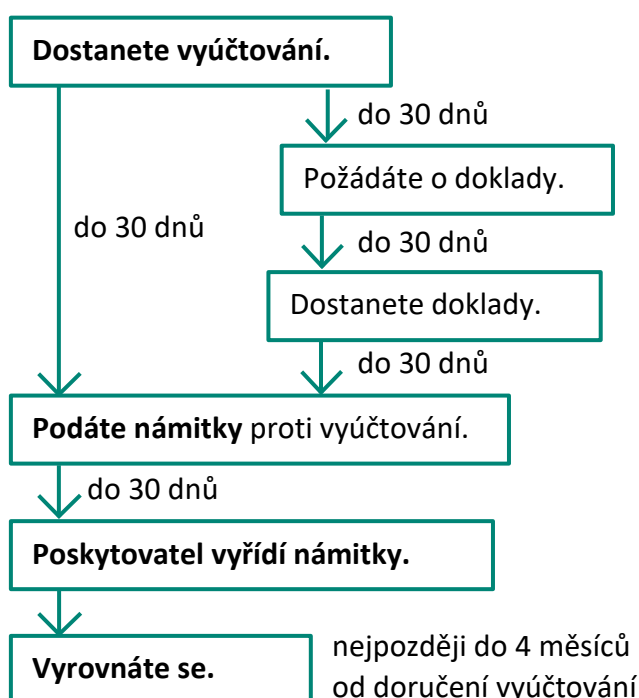 Dostanete vyúčtování.
do 30 dnů
Požádáte o doklady.
do 30 dnů
do 30 dnů
Dostanete doklady.
do 30 dnů
Podáte námitky proti vyúčtování.
do 30 dnů
Poskytovatel vyřídí námitky.
Vyrovnáte se.
nejpozději do 4 měsíců
od doručení vyúčtování